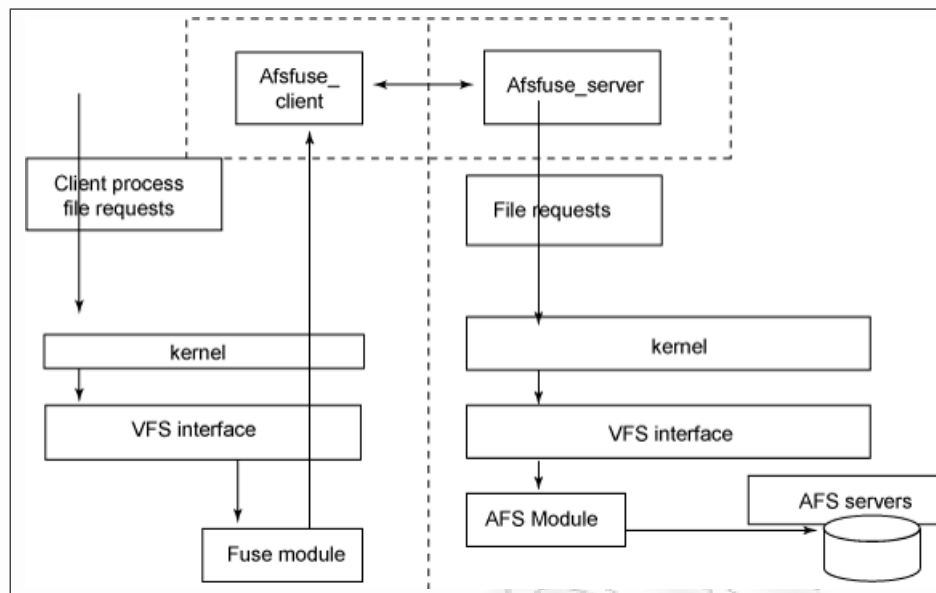 Afsfuse_
client
Afsfuse_server
Client process
file requests
File requests
kernel
kernel
VFS interface
VFS interface
Fuse module
AFS Module
AFS servers